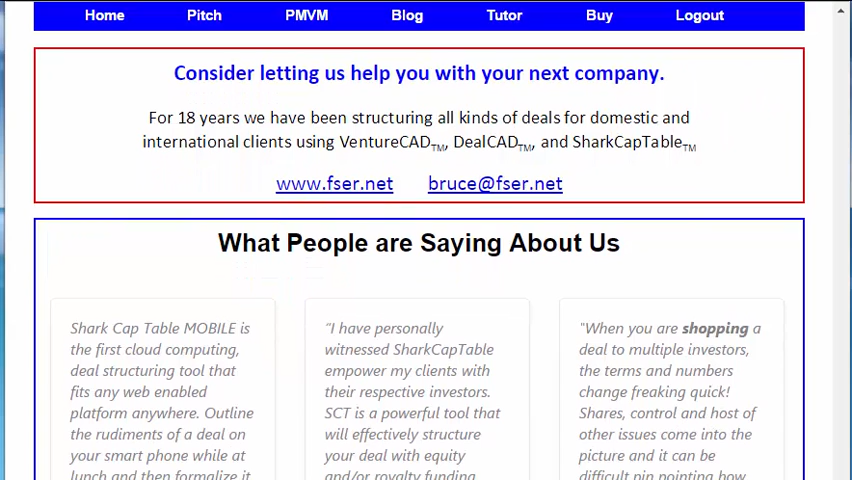 Home Pitch PMVM Blog Tutor Buy Logout
Consider letting us help you with your next company.
For 18 years we have been structuring all kinds of deals for domestic and
international clients using VentureCAD™, DealCAD™, and SharkCapTable™
www.fser.net bruce@fser.net
What People are Saying About Us
Shark Cap Table MOBILE is
the first cloud computing,
deal structuring tool that
fits any web enabled
platform anywhere. Outline
the rudiments of a deal on
your smart phone while at
lunch and then formalize it
"I have personally
witnessed SharkCapTable
empower my clients with
their respective investors.
SCT is a powerful tool that
will effectively structure
your deal with equity
and/or royalty funding
"When you are shopping a
deal to multiple investors,
the terms and numbers
change freaking quick!
Shares, control and host of
other issues come into the
picture and it can be
difficult pin pointing how